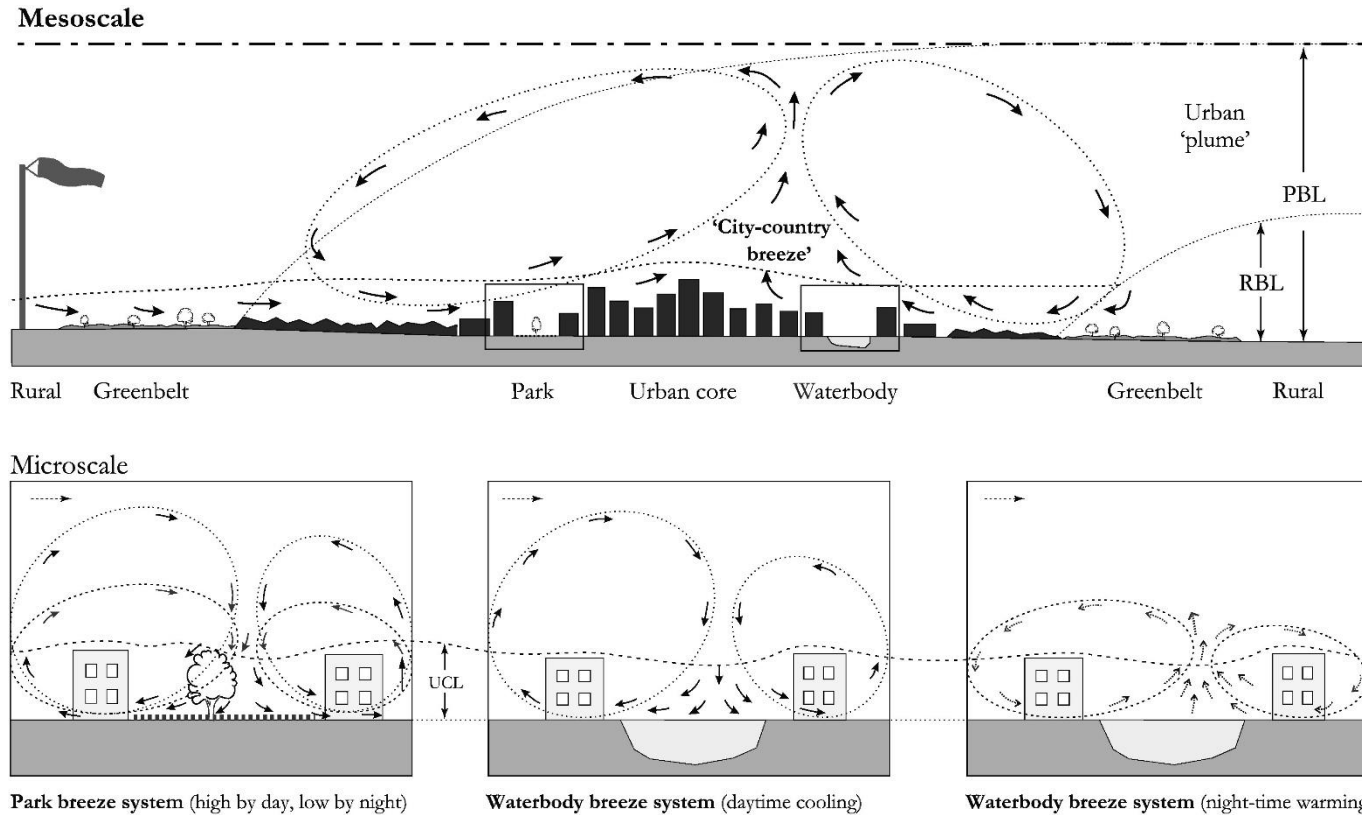 Mesoscale
Urban
'plume'
PBL
'City-country
breeze'
RBL
Rural Greenbelt Park Urban core Waterbody Greenbelt Rural
Microscale
UCL
Park breeze system (high by day, low by night) Waterbody breeze system (daytime cooling) Waterbody breeze system (night-time warming